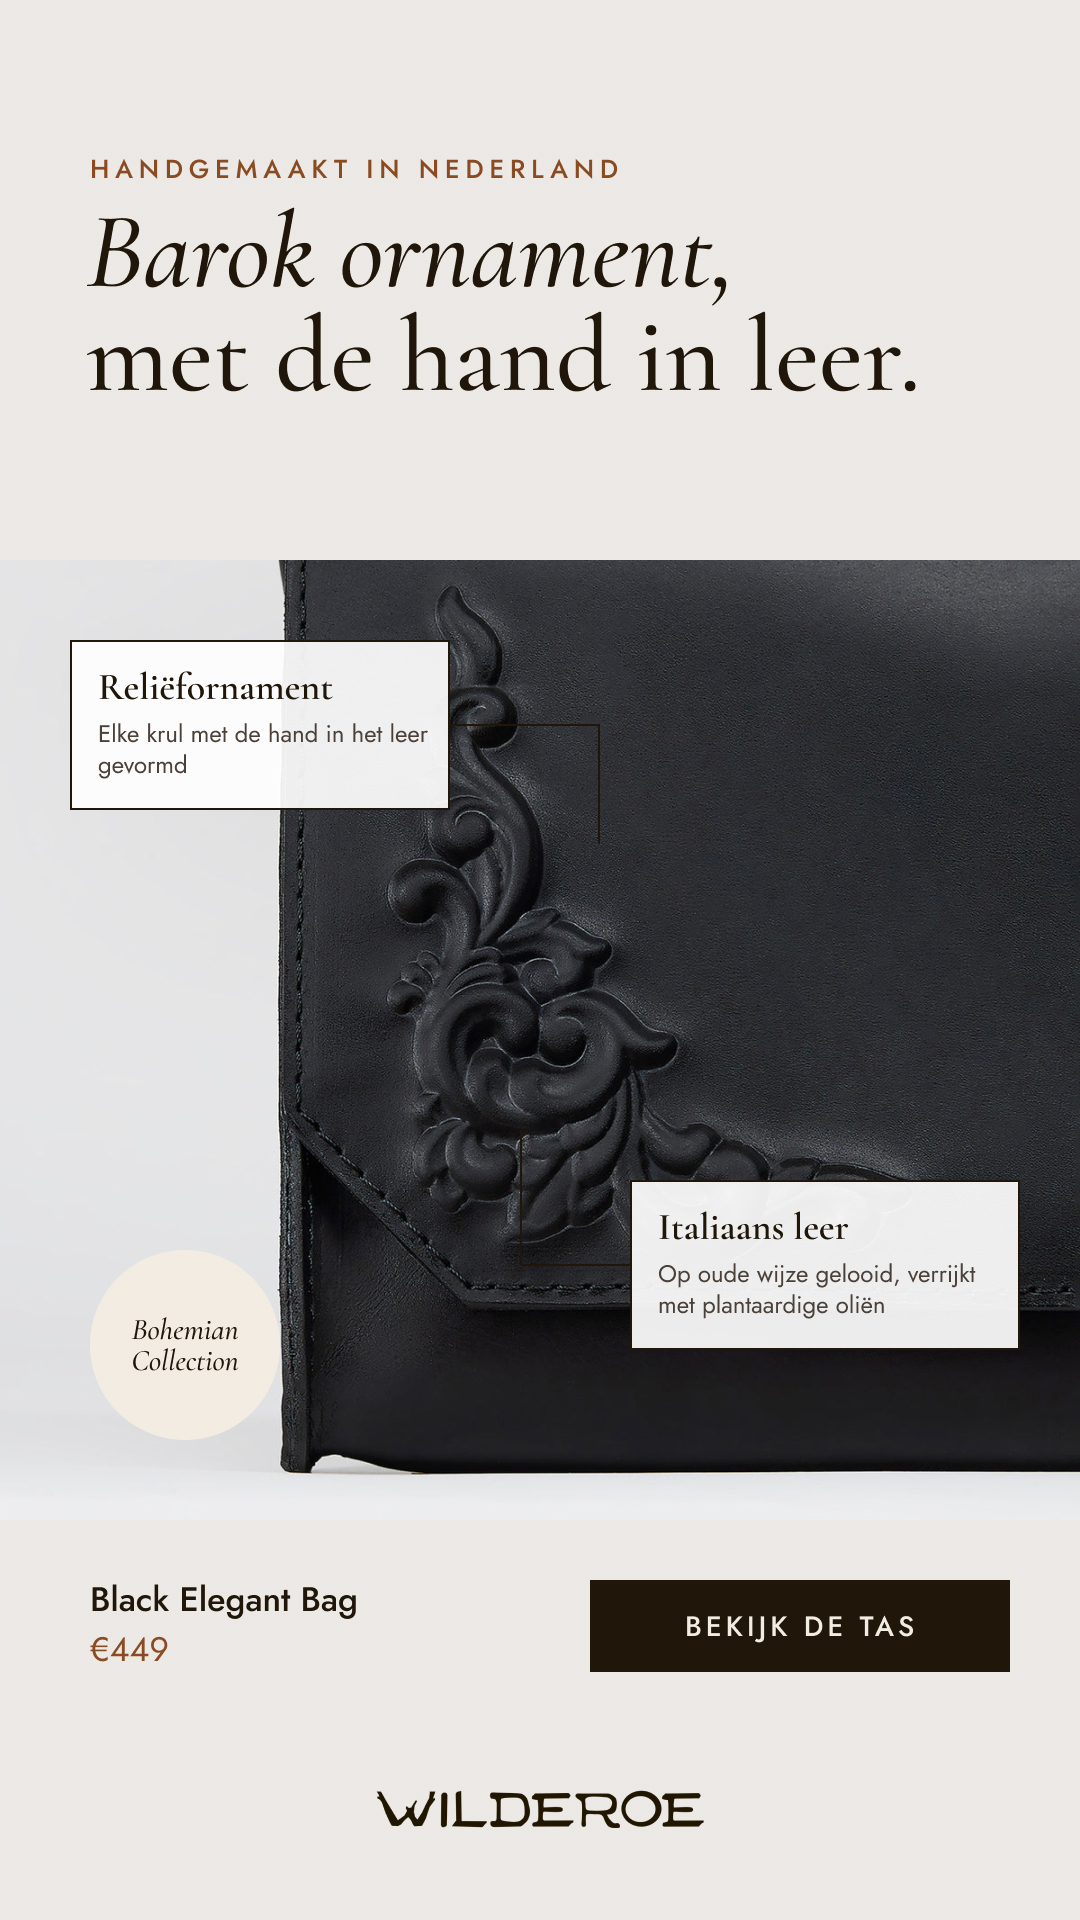 HANDGEMAAKT IN NEDERLAND
Barok ornament,
met de hand in leer.
Reliëfornament
Elke krul met de hand in het leer
gevormd
Italiaans leer
Op oude wijze gelooid, verrijkt
met plantaardige oliën
Bohemian
Collection
Black Elegant Bag
€449
BEKIJK DE TAS
WILDEROE